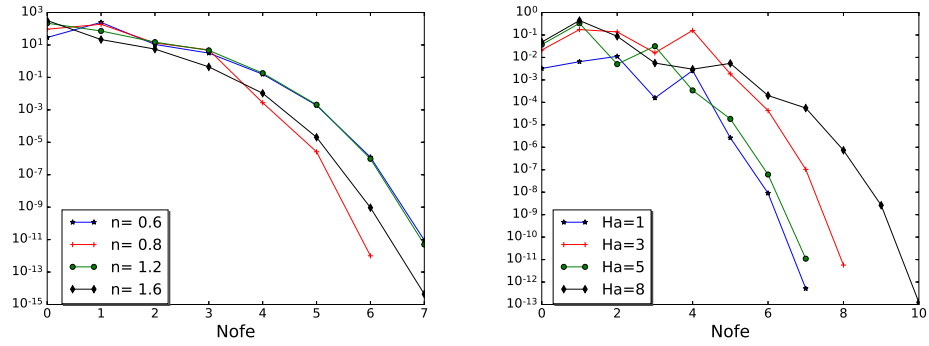 10^3
10^1
10^-1
10^-3
10^-5
10^-7
10^-9
10^-11
10^-13
10^-15
0 1 2 3 4 5 6 7
Nofe
n= 0.6
n= 0.8
n= 1.2
n= 1.6
10^0
10^-1
10^-2
10^-3
10^-4
10^-5
10^-6
10^-7
10^-8
10^-9
10^-10
10^-11
10^-12
10^-13
0 2 4 6 8 10
Nofe
Ha=1
Ha=3
Ha=5
Ha=8